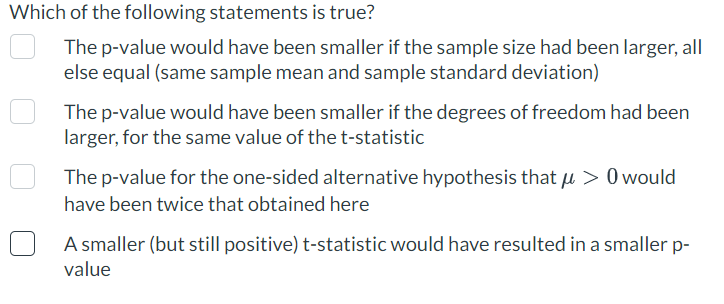 Which of the following statements is true?
The p-value would have been smaller if the sample size had been larger, all
else equal (same sample mean and sample standard deviation)
The p-value would have been smaller if the degrees of freedom had been
larger, for the same value of the t-statistic
The p-value for the one-sided alternative hypothesis that μ > 0 would
have been twice that obtained here
A smaller (but still positive) t-statistic would have resulted in a smaller p-
value